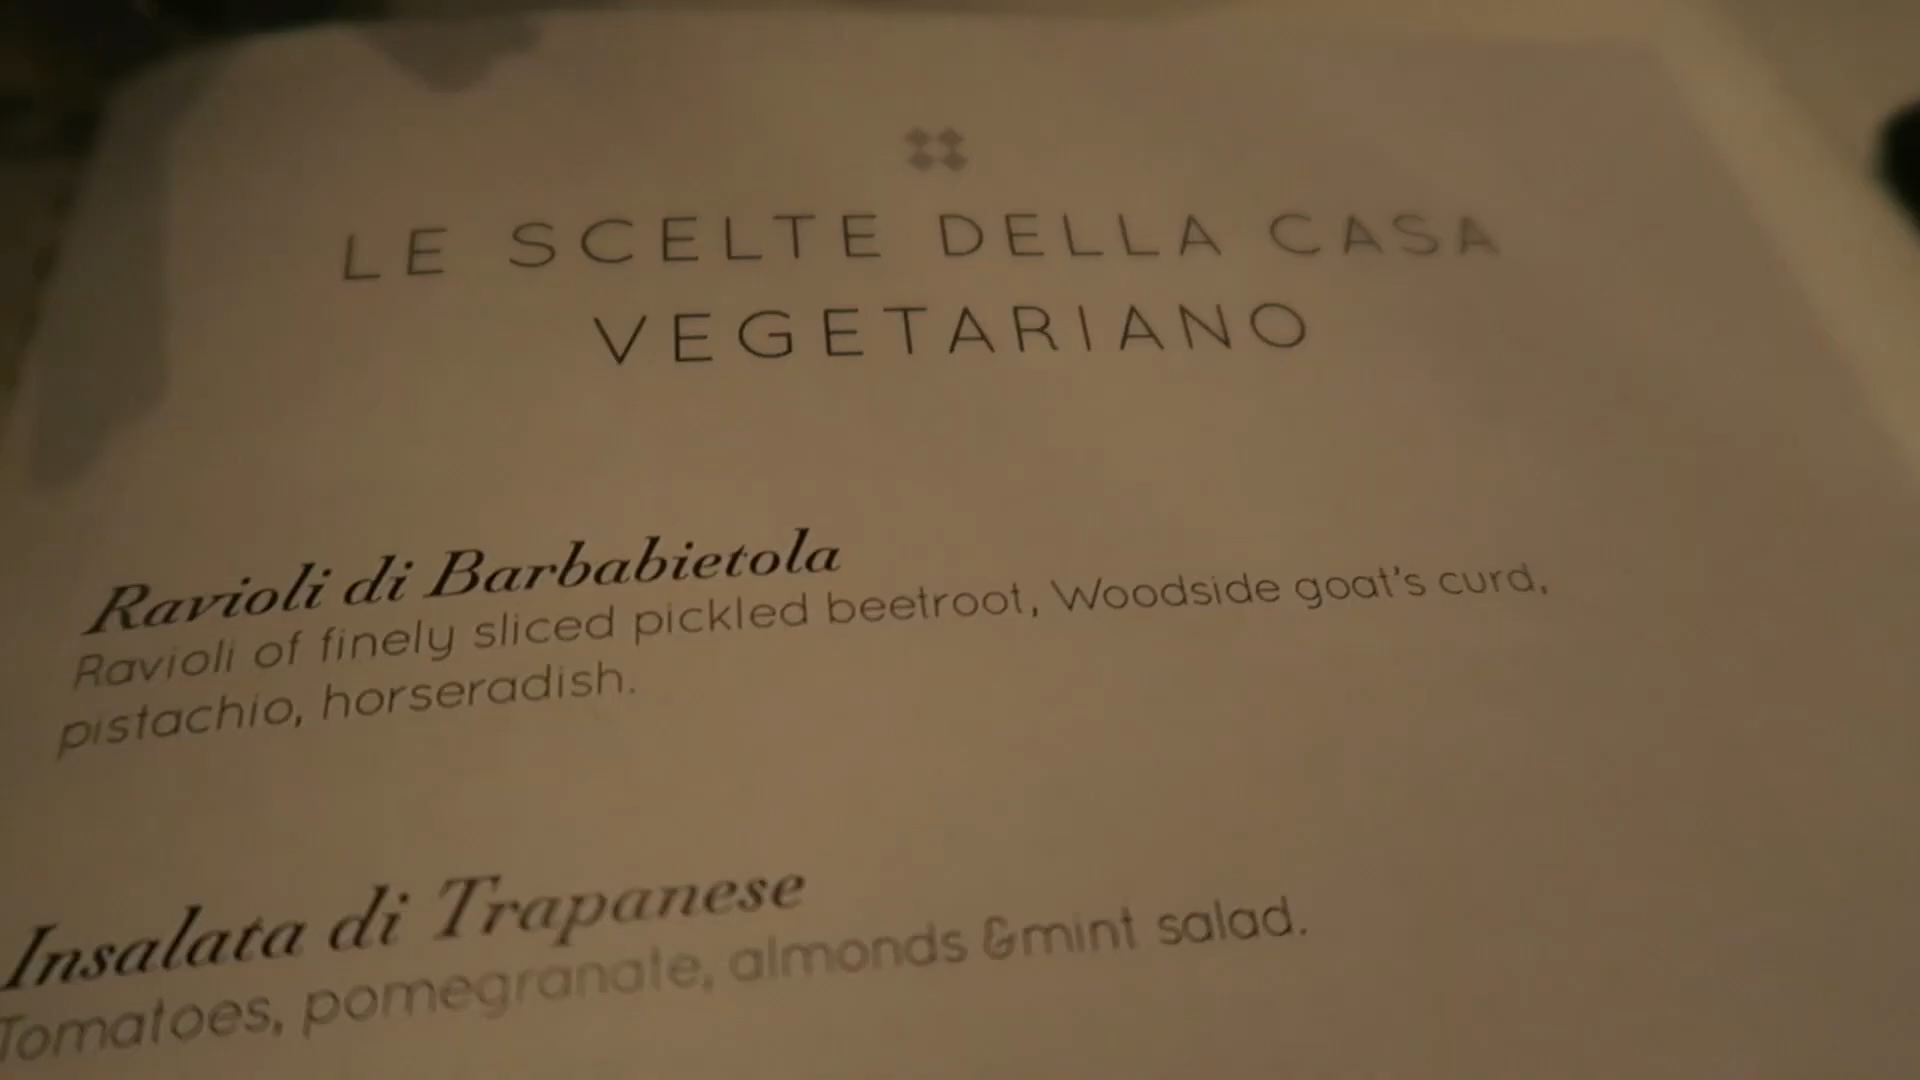 LE SCELTE DELLA CASA
VEGETARIANO
Ravioli di Barbabietola
Ravioli of finely sliced pickled beetroot, Woodside goat's curd,
pistachio, horseradish.
Insalata di Trapanese
Tomatoes, pomegranate, almonds &mint salad.